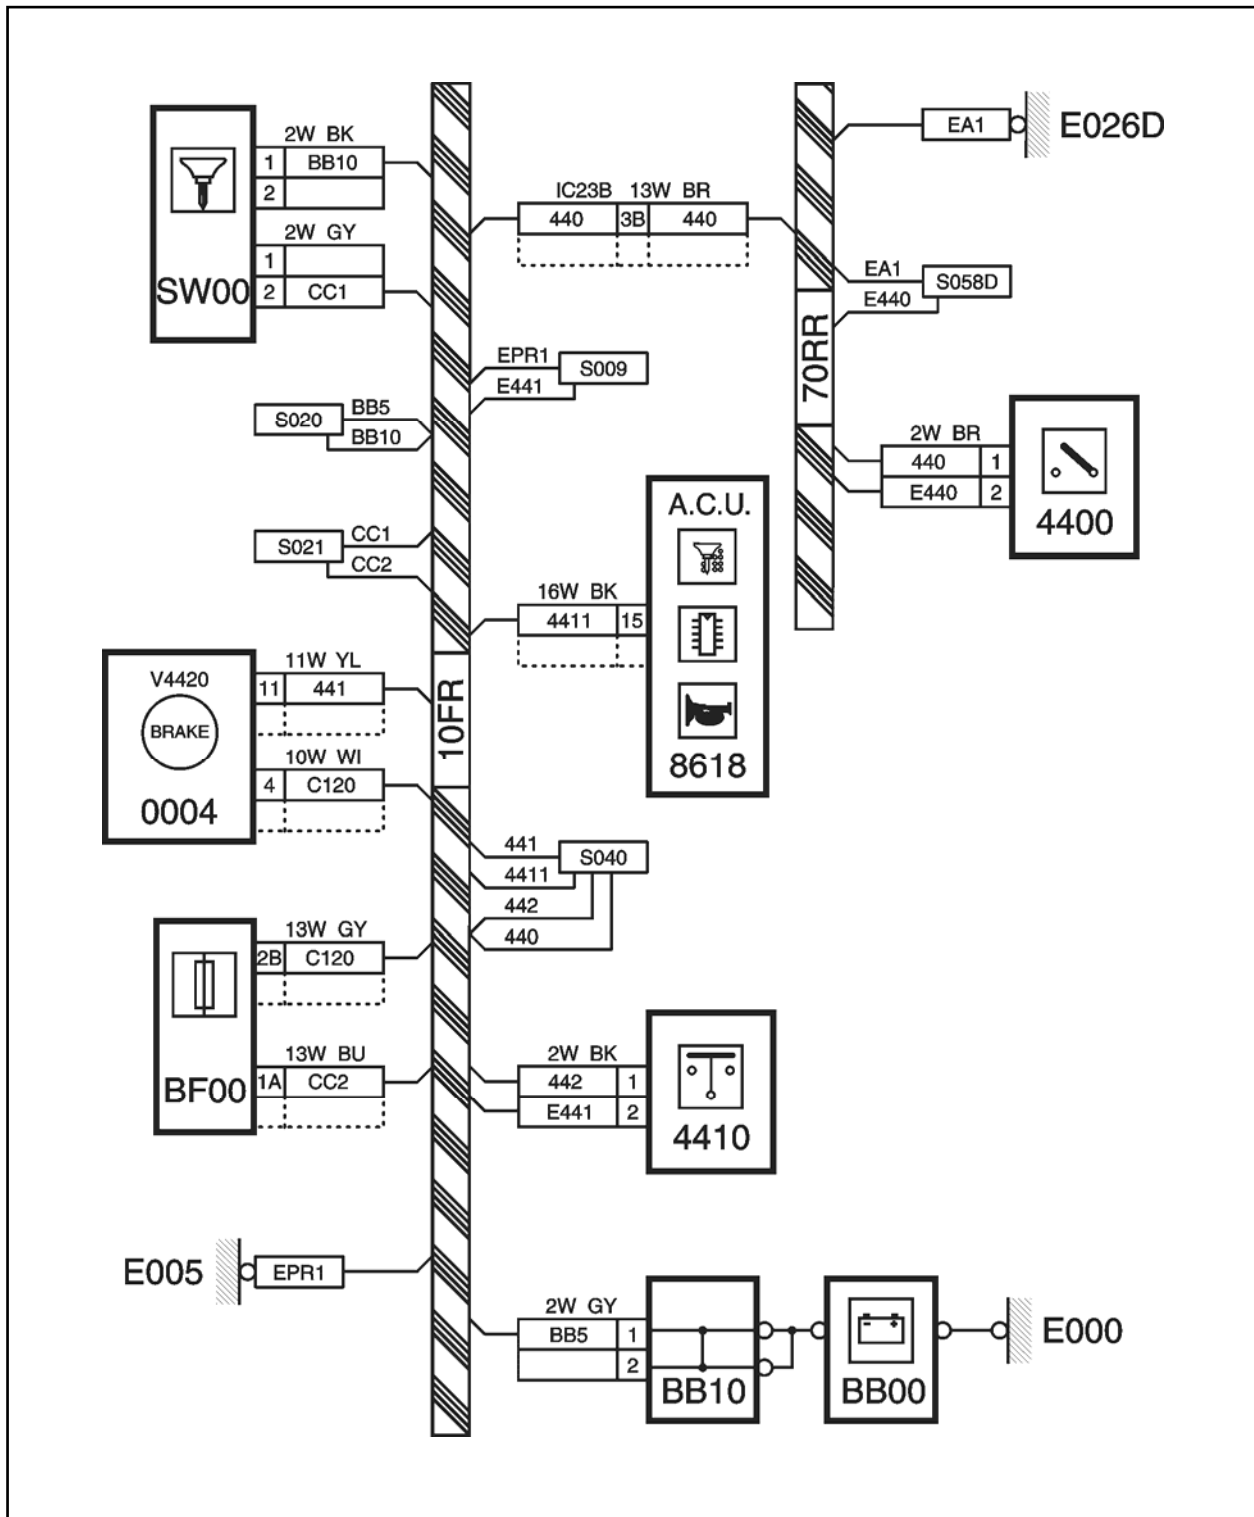 2W BK
1 BB10
2
2W GY
1
2 CC1
SW00
EA1 E026D
IC23B 13W BR
440 3B 440
EA1
E440
S058D
70RR
EPR1
E441
S009
S020
BB5
BB10
2W BR
440 1
E440 2
4400
S021
CC1
CC2
A.C.U.
16W BK
4411 15
8618
V4420
BRAKE
0004
11W YL
11 441
10W WI
4 C120
10FR
441
4411
442
440
S040
13W GY
2B C120
13W BU
1A CC2
BF00
2W BK
442 1
E441 2
4410
E005 EPR1
2W GY
BB5 1
2
BB10
BB00
E000